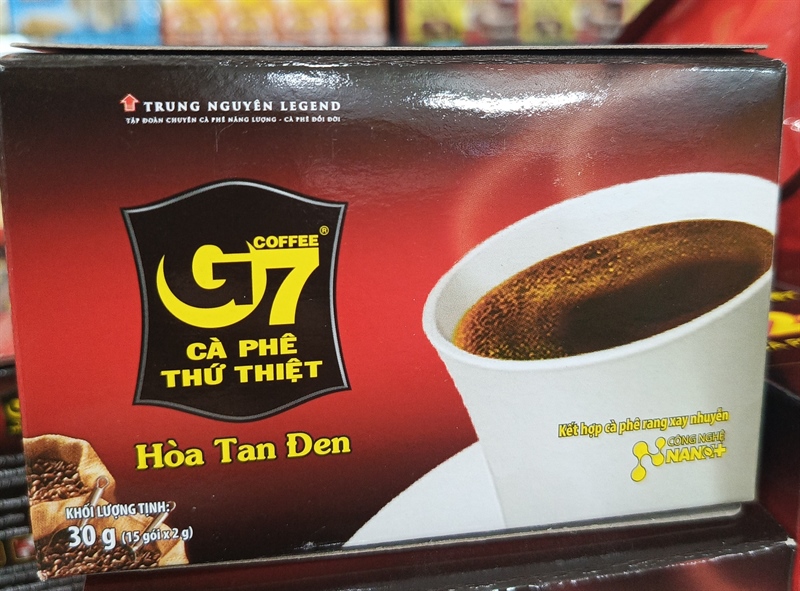 TRUNG NGUYÊN LEGEND
TẬP ĐOÀN CHUYÊN CÀ PHÊ NĂNG LƯỢNG - CÀ PHÊ ĐỔI ĐỜI
G7 COFFEE ®
CÀ PHÊ
THỨ THIỆT
Hòa Tan Đen
Kết hợp cà phê rang xay nhuyễn
CÔNG NGHỆ
NANO+
KHỐI LƯỢNG TỊNH:
30 g (15 gói x 2 g)